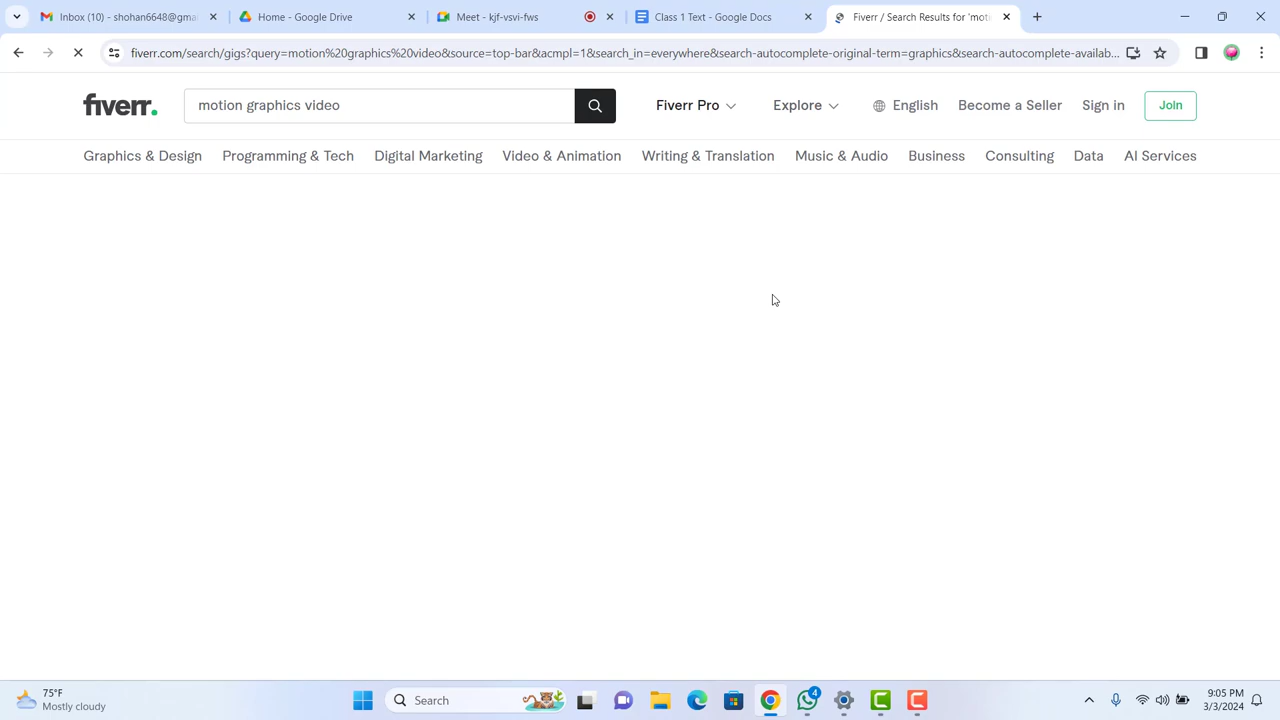 Inbox (10) - shohan6648@gmai
Home - Google Drive
Meet - kjf-vsvi-fws
Class 1 Text - Google Docs
Fiverr / Search Results for 'moti
fiverr.com/search/gigs?query=motion%20graphics%20video&source=top-bar&acmpl=1&search_in=everywhere&search-autocomplete-original-term=graphics&search-autocomplete-availab...
fiverr.
motion graphics video
Fiverr Pro
Explore
English
Become a Seller
Sign in
Join
Graphics & Design
Programming & Tech
Digital Marketing
Video & Animation
Writing & Translation
Music & Audio
Business
Consulting
Data
AI Services
75°F
Mostly cloudy
Search
4
9:05 PM
3/3/2024